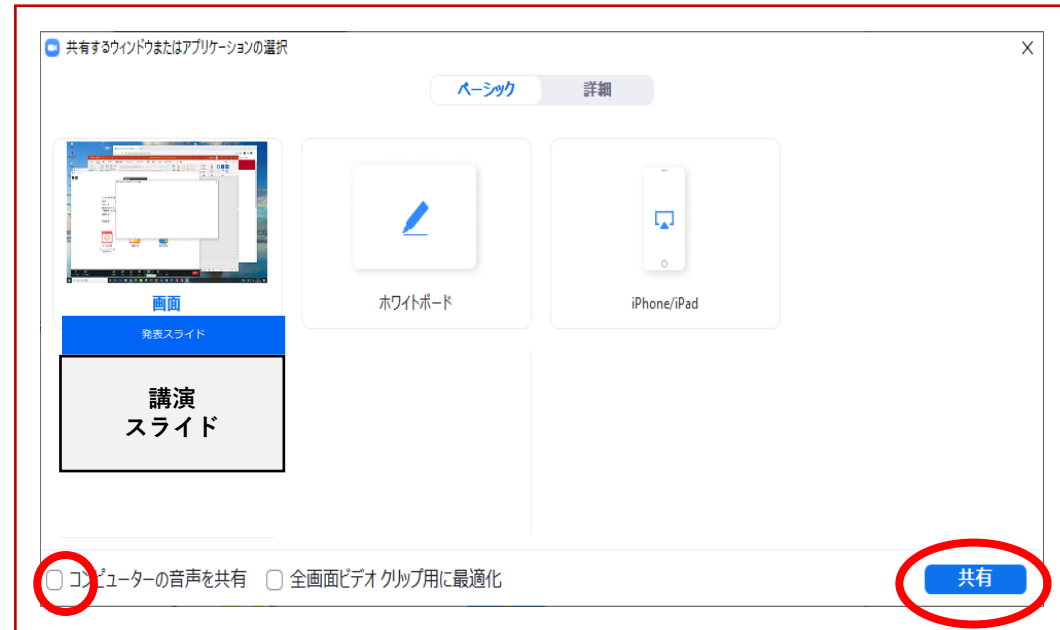 共有するウィンドウまたはアプリケーションの選択
ベーシック
詳細
画面
ホワイトボード
iPhone/iPad
発表スライド
講演
スライド
コンピューターの音声を共有
全画面ビデオ クリップ用に最適化
共有